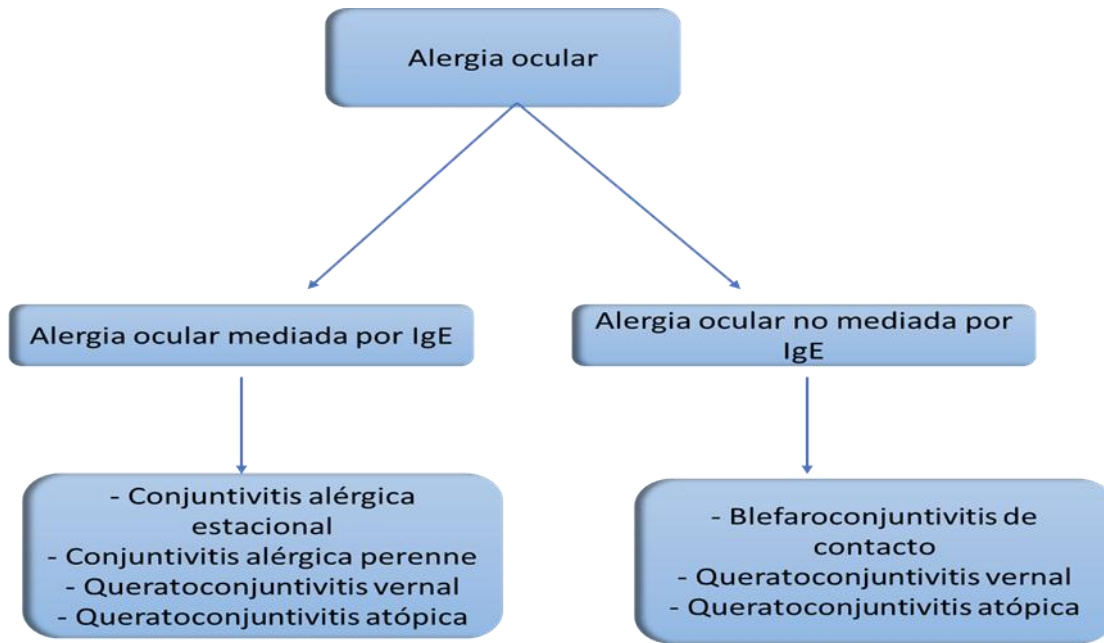 Alergia ocular
Alergia ocular mediada por IgE
Alergia ocular no mediada por
IgE
- Conjuntivitis alérgica
estacional
- Conjuntivitis alérgica perenne
- Queratoconjuntivitis vernal
- Queratoconjuntivitis atópica
- Blefaroconjuntivitis de
contacto
- Queratoconjuntivitis vernal
- Queratoconjuntivitis atópica